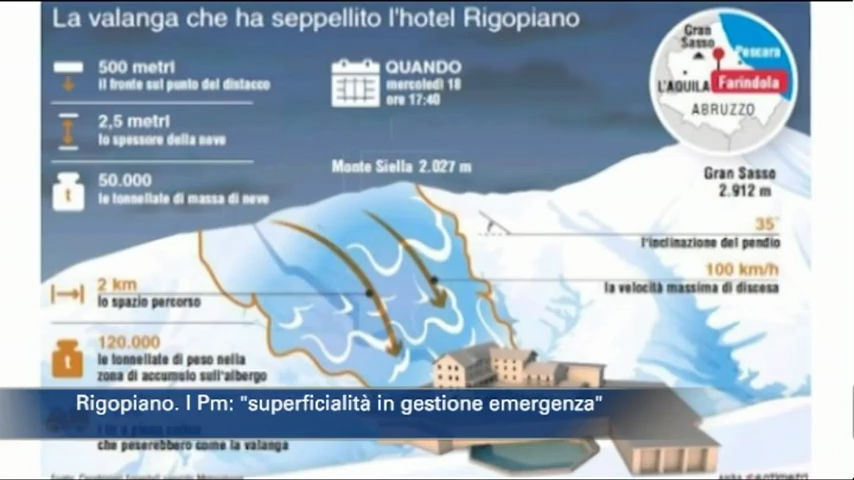 La valanga che ha seppellito l'hotel Rigopiano
500 metri
il fronte sul punto del distacco
2,5 metri
lo spessore della neve
50.000
le tonnellate di massa di neve
t
QUANDO
mercoledì 18
ore 17:40
Monte Siella 2.027 m
Gran
Sasso
Pescara
L'AQUILA
Farindola
ABRUZZO
Gran Sasso
2.912 m
35°
l'inclinazione del pendio
100 km/h
la velocità massima di discesa
2 km
lo spazio percorso
120.000
t
le tonnellate di peso nella
zona di accumulo sull'albergo
Rigopiano. I Pm: "superficialità in gestione emergenza"
che peserebbero come la valanga